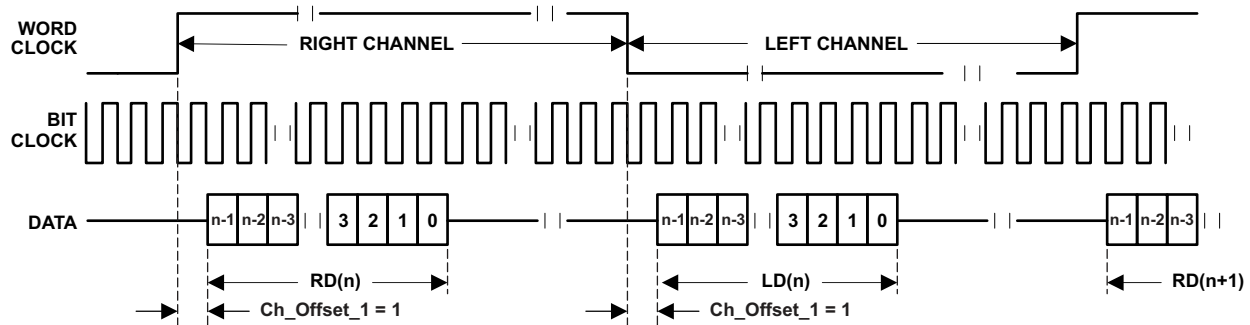 WORD
CLOCK
RIGHT CHANNEL
LEFT CHANNEL
BIT
CLOCK
DATA
n-1 n-2 n-3 3 2 1 0 n-1 n-2 n-3 3 2 1 0 n-1 n-2 n-3
RD(n)
LD(n)
RD(n+1)
Ch_Offset_1 = 1
Ch_Offset_1 = 1